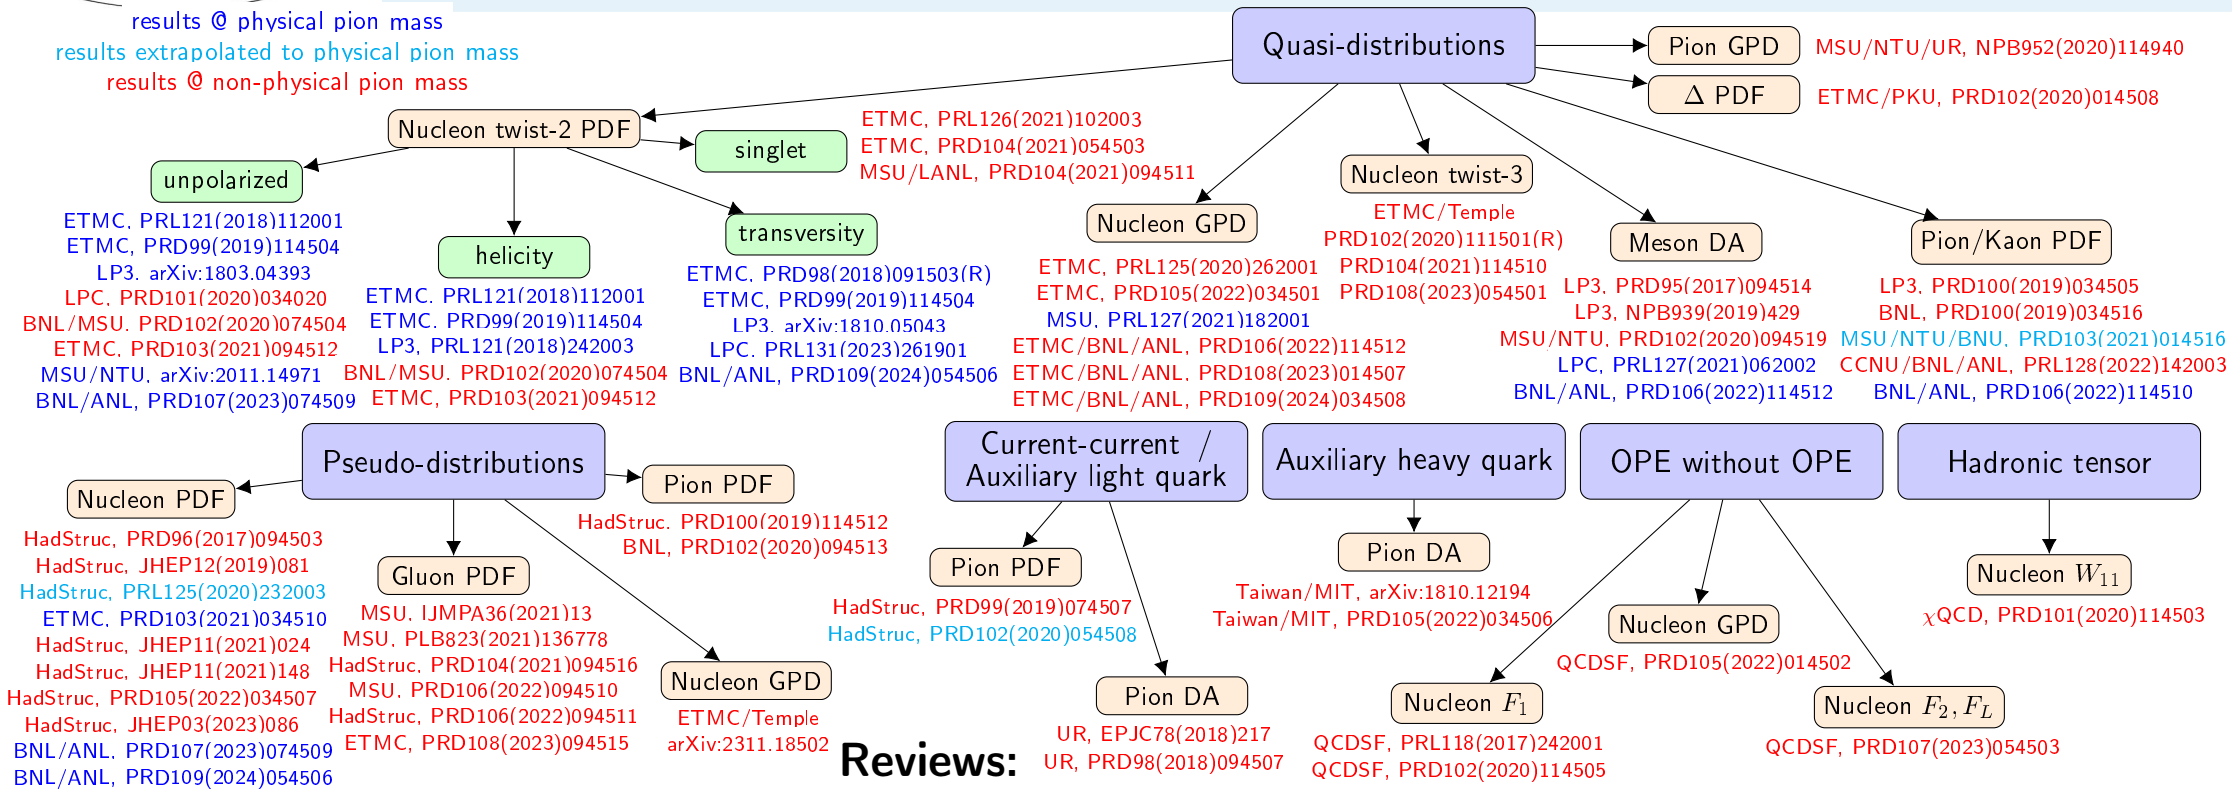 results @ physical pion mass
results extrapolated to physical pion mass
results @ non-physical pion mass
Quasi-distributions
Pion GPD
MSU/NTU/UR, NPB952(2020)114940
Δ PDF
ETMC/PKU, PRD102(2020)014508
Nucleon twist-2 PDF
singlet
ETMC, PRL126(2021)102003
ETMC, PRD104(2021)054503
MSU/LANL, PRD104(2021)094511
unpolarized
ETMC, PRL121(2018)112001
ETMC, PRD99(2019)114504
LP3, arXiv:1803.04393
LPC, PRD101(2020)034020
BNL/MSU, PRD102(2020)074504
ETMC, PRD103(2021)094512
MSU/NTU, arXiv:2011.14971
BNL/ANL, PRD107(2023)074509
helicity
ETMC, PRL121(2018)112001
ETMC, PRD99(2019)114504
LP3, PRL121(2018)242003
BNL/MSU, PRD102(2020)074504
ETMC, PRD103(2021)094512
transversity
ETMC, PRD98(2018)091503(R)
ETMC, PRD99(2019)114504
LP3, arXiv:1810.05043
LPC, PRL131(2023)261901
BNL/ANL, PRD109(2024)054506
Nucleon GPD
ETMC, PRL125(2020)262001
ETMC, PRD105(2022)034501
MSU, PRL127(2021)182001
ETMC/BNL/ANL, PRD106(2022)114512
ETMC/BNL/ANL, PRD108(2023)014507
ETMC/BNL/ANL, PRD109(2024)034508
Nucleon twist-3
ETMC/Temple
PRD102(2020)111501(R)
PRD104(2021)114510
PRD108(2023)054501
Meson DA
LP3, PRD95(2017)094514
LP3, NPB939(2019)429
MSU/NTU, PRD102(2020)094519
LPC, PRL127(2021)062002
BNL/ANL, PRD106(2022)114512
Pion/Kaon PDF
LP3, PRD100(2019)034505
BNL, PRD100(2019)034516
MSU/NTU/BNU, PRD103(2021)014516
CCNU/BNL/ANL, PRL128(2022)142003
BNL/ANL, PRD106(2022)114510
Pseudo-distributions
Nucleon PDF
HadStruc, PRD96(2017)094503
HadStruc, JHEP12(2019)081
HadStruc, PRL125(2020)232003
ETMC, PRD103(2021)034510
HadStruc, JHEP11(2021)024
HadStruc, JHEP11(2021)148
HadStruc, PRD105(2022)034507
HadStruc, JHEP03(2023)086
BNL/ANL, PRD107(2023)074509
BNL/ANL, PRD109(2024)054506
Gluon PDF
MSU, IJMPA36(2021)13
MSU, PLB823(2021)136778
HadStruc, PRD104(2021)094516
MSU, PRD106(2022)094510
HadStruc, PRD106(2022)094511
ETMC, PRD108(2023)094515
Pion PDF
HadStruc, PRD100(2019)114512
BNL, PRD102(2020)094513
Nucleon GPD
ETMC/Temple
arXiv:2311.18502
Current-current /
Auxiliary light quark
Pion PDF
HadStruc, PRD99(2019)074507
HadStruc, PRD102(2020)054508
Pion DA
UR, EPJC78(2018)217
UR, PRD98(2018)094507
Auxiliary heavy quark
Pion DA
Taiwan/MIT, arXiv:1810.12194
Taiwan/MIT, PRD105(2022)034506
OPE without OPE
Nucleon F₁
QCDSF, PRL118(2017)242001
QCDSF, PRD102(2020)114505
Nucleon GPD
QCDSF, PRD105(2022)014502
Nucleon F₂, F_L
QCDSF, PRD107(2023)054503
Hadronic tensor
Nucleon W₁₁
χQCD, PRD101(2020)114503
Reviews: